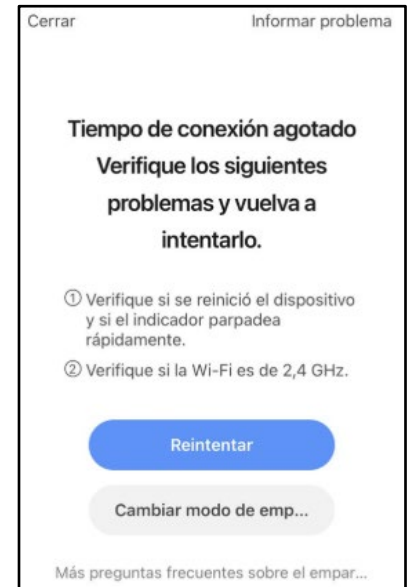 Cerrar
Informar problema
Tiempo de conexión agotado
Verifique los siguientes
problemas y vuelva a
intentarlo.
① Verifique si se reinició el dispositivo
y si el indicador parpadea
rápidamente.
② Verifique si la Wi-Fi es de 2,4 GHz.
Reintentar
Cambiar modo de emp...
Más preguntas frecuentes sobre el empar...